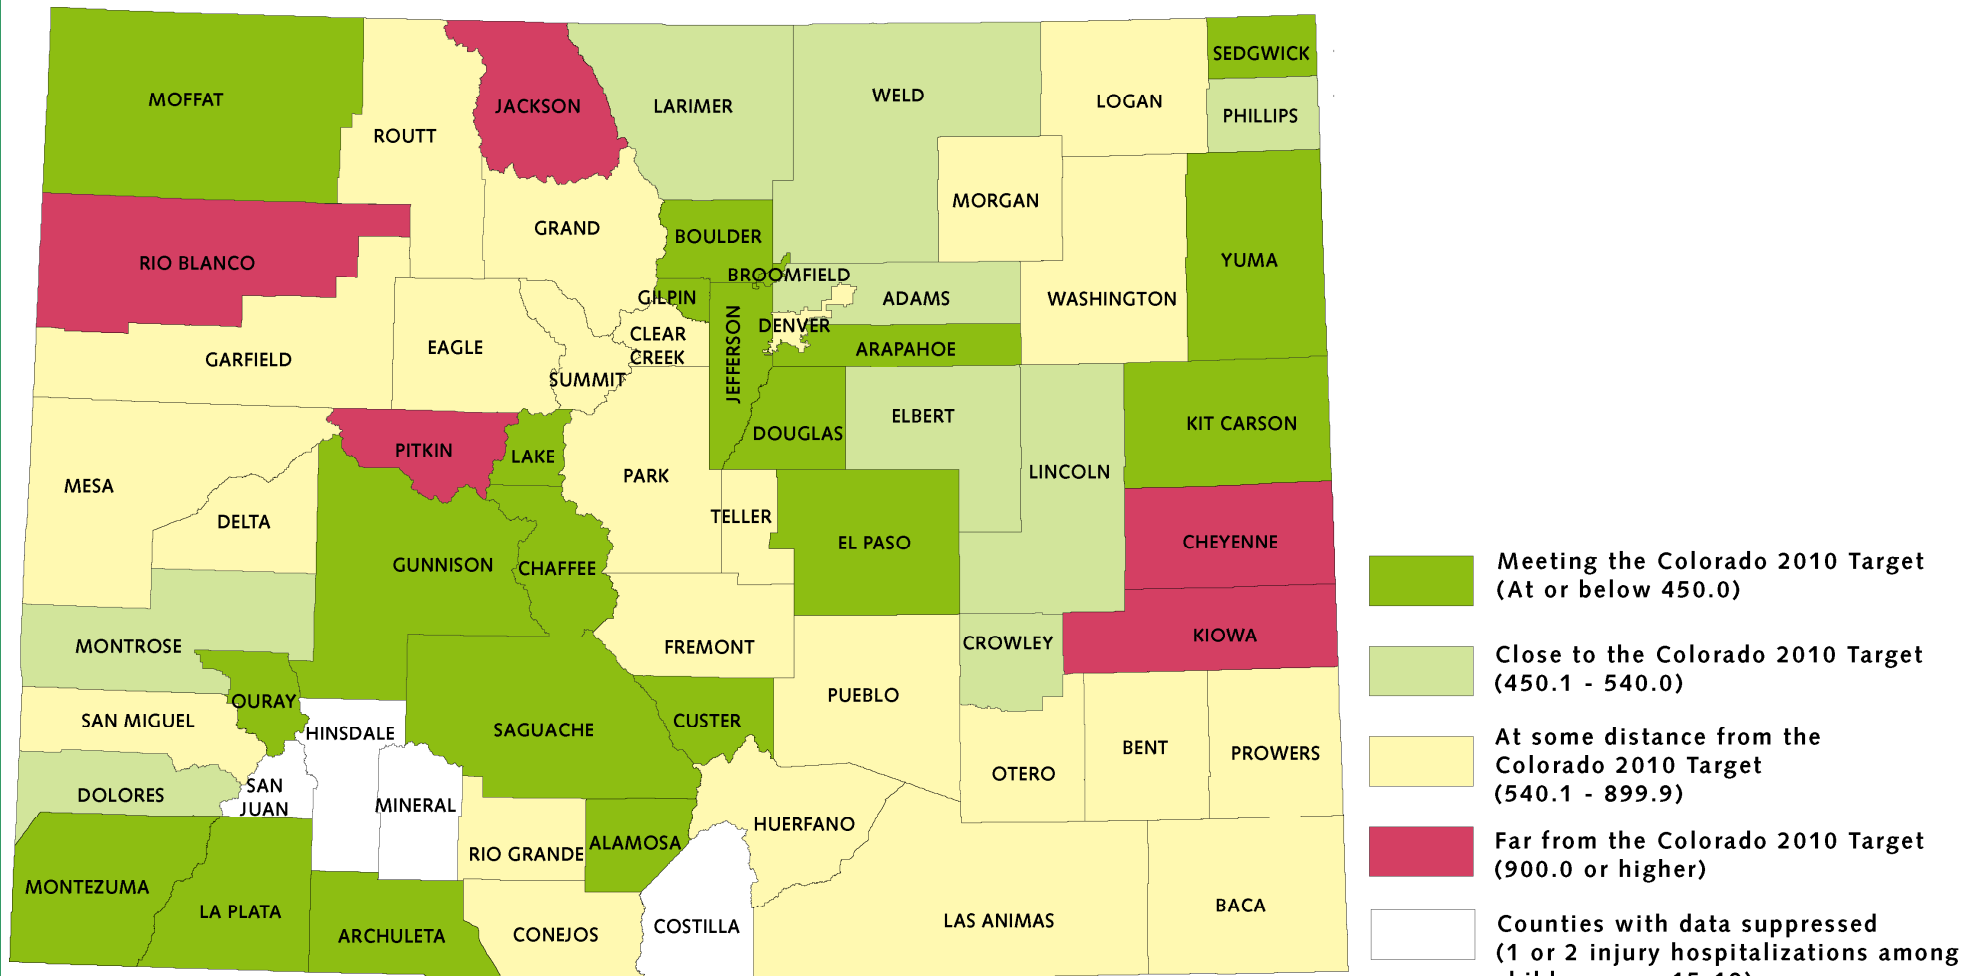 SEDGWICK
MOFFAT
JACKSON
LARIMER
WELD
LOGAN
PHILLIPS
ROUTT
MORGAN
GRAND
BOULDER
RIO BLANCO
YUMA
BROOMFIELD
GILPIN
ADAMS
WASHINGTON
CLEAR
CREEK
JEFFERSON
DENVER
ARAPAHOE
EAGLE
GARFIELD
SUMMIT
ELBERT
KIT CARSON
DOUGLAS
PITKIN
LAKE
LINCOLN
PARK
MESA
DELTA
TELLER
EL PASO
CHEYENNE
GUNNISON
CHAFFEE
KIOWA
CROWLEY
MONTROSE
FREMONT
PUEBLO
OURAY
SAN MIGUEL
HINSDALE
SAGUACHE
CUSTER
BENT
PROWERS
OTERO
SAN
JUAN
DOLORES
MINERAL
HUERFANO
ALAMOSA
RIO GRANDE
MONTEZUMA
LA PLATA
ARCHULETA
CONEJOS
COSTILLA
LAS ANIMAS
BACA
Meeting the Colorado 2010 Target
(At or below 450.0)
Close to the Colorado 2010 Target
(450.1 - 540.0)
At some distance from the
Colorado 2010 Target
(540.1 - 899.9)
Far from the Colorado 2010 Target
(900.0 or higher)
Counties with data suppressed
(1 or 2 injury hospitalizations among